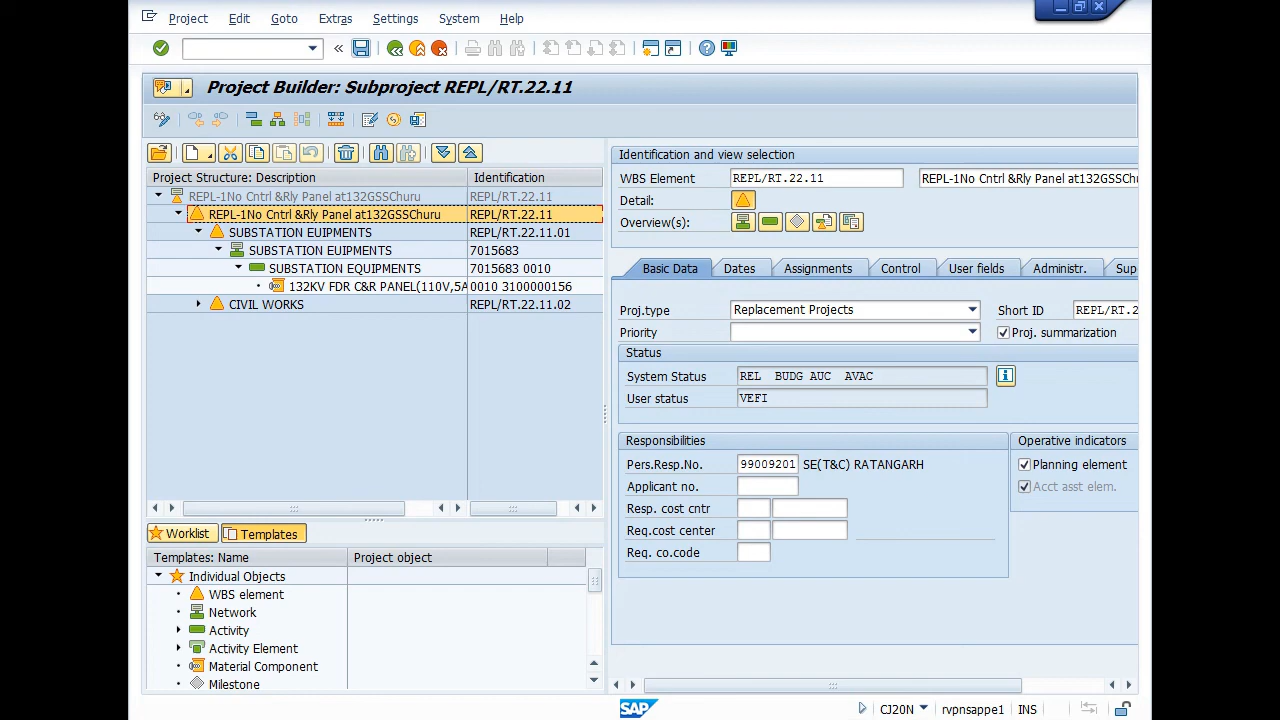 Project Edit Goto Extras Settings System Help
Project Builder: Subproject REPL/RT.22.11
Project Structure: Description Identification
REPL-1No Cntrl &Rly Panel at132GSSChuru REPL/RT.22.11
REPL-1No Cntrl &Rly Panel at132GSSChuru REPL/RT.22.11
SUBSTATION EUIPMENTS REPL/RT.22.11.01
SUBSTATION EUIPMENTS 7015683
SUBSTATION EQUIPMENTS 7015683 0010
132KV FDR C&R PANEL(110V,5A 0010 3100000156
CIVIL WORKS REPL/RT.22.11.02
Worklist Templates
Templates: Name Project object
Individual Objects
WBS element
Network
Activity
Activity Element
Material Component
Milestone
Identification and view selection
WBS Element REPL/RT.22.11 REPL-1No Cntrl &Rly Panel at132GSSChu
Detail:
Overview(s):
Basic Data Dates Assignments Control User fields Administr. Sup
Proj.type Replacement Projects Short ID REPL/RT.2
Priority Proj. summarization
Status
System Status REL BUDG AUC AVAC
User status VEFI
Responsibilities Operative indicators
Pers.Resp.No. 99009201 SE(T&C) RATANGARH Planning element
Applicant no. Acct asst elem.
Resp. cost cntr
Req.cost center
Req. co.code
SAP CJ20N rvpnsappe1 INS